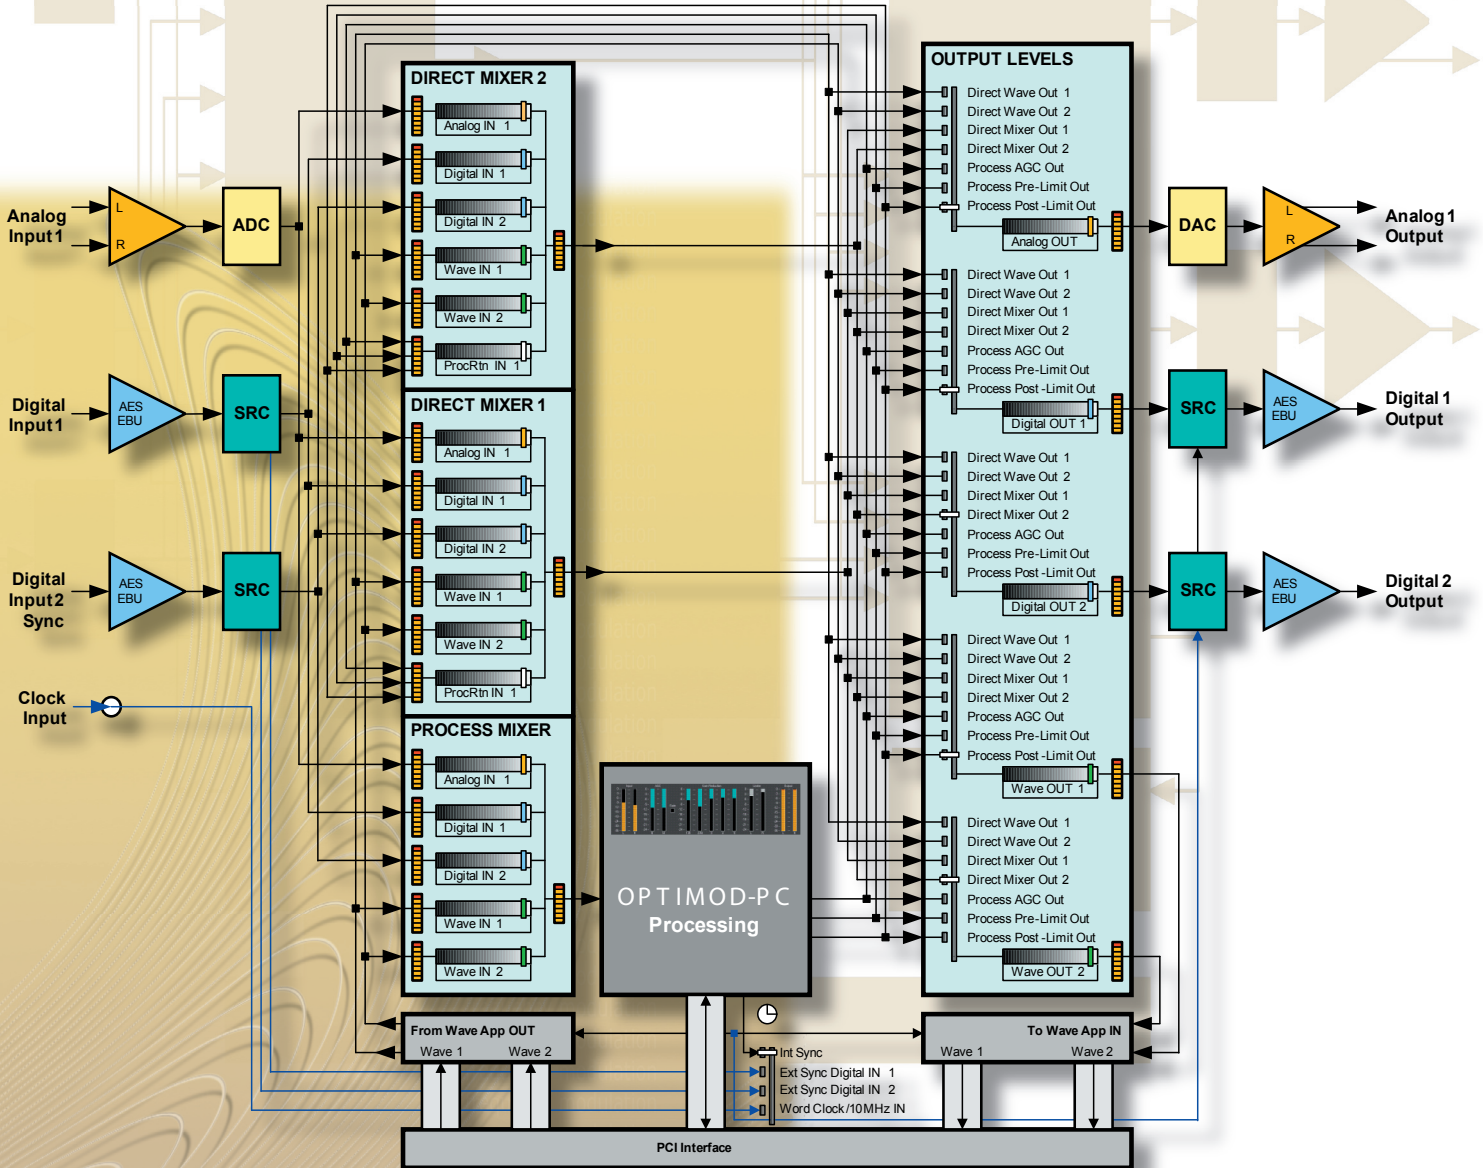 Analog
Input 1
L
R
ADC
Digital
Input 1
AES
EBU
SRC
Digital
Input 2
Sync
AES
EBU
SRC
Clock
Input
DIRECT MIXER 2
Analog IN 1
Digital IN 1
Digital IN 2
Wave IN 1
Wave IN 2
ProcRtn IN 1
DIRECT MIXER 1
Analog IN 1
Digital IN 1
Digital IN 2
Wave IN 1
Wave IN 2
ProcRtn IN 1
PROCESS MIXER
Analog IN 1
Digital IN 1
Digital IN 2
Wave IN 1
Wave IN 2
OPTIMOD-PC
Processing
OUTPUT LEVELS
Direct Wave Out 1
Direct Wave Out 2
Direct Mixer Out 1
Direct Mixer Out 2
Process AGC Out
Process Pre-Limit Out
Process Post-Limit Out
Analog OUT
Direct Wave Out 1
Direct Wave Out 2
Direct Mixer Out 1
Direct Mixer Out 2
Process AGC Out
Process Pre-Limit Out
Process Post-Limit Out
Digital OUT 1
Direct Wave Out 1
Direct Wave Out 2
Direct Mixer Out 1
Direct Mixer Out 2
Process AGC Out
Process Pre-Limit Out
Process Post-Limit Out
Digital OUT 2
Direct Wave Out 1
Direct Wave Out 2
Direct Mixer Out 1
Direct Mixer Out 2
Process AGC Out
Process Pre-Limit Out
Process Post-Limit Out
Wave OUT 1
Direct Wave Out 1
Direct Wave Out 2
Direct Mixer Out 1
Direct Mixer Out 2
Process AGC Out
Process Pre-Limit Out
Process Post-Limit Out
Wave OUT 2
DAC
L
R
Analog 1
Output
SRC
AES
EBU
Digital 1
Output
SRC
AES
EBU
Digital 2
Output
From Wave App OUT
Wave 1 Wave 2
Int Sync
Ext Sync Digital IN 1
Ext Sync Digital IN 2
Word Clock/10MHz IN
To Wave App IN
Wave 1 Wave 2
PCI Interface